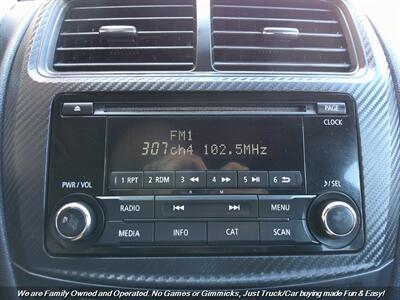 PAGE
CLOCK
FM1
307ch4 102.5MHz
1 RPT 2 RDM 3 4 5 6
PWR / VOL
SEL
RADIO
MENU
MEDIA INFO CAT SCAN
We are Family Owned and Operated. No Games or Gimmicks, Just Truck/Car buying made Fun & Easy!